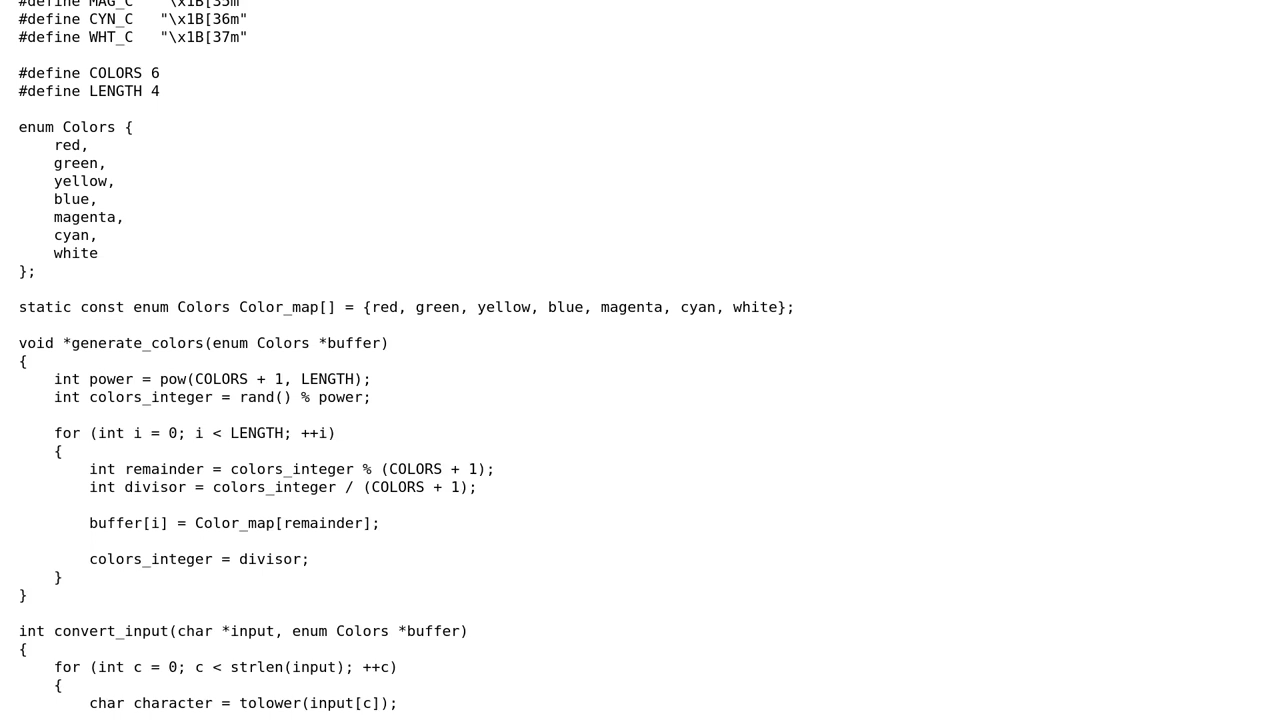 #define MAG_C   "\x1B[35m"
#define CYN_C   "\x1B[36m"
#define WHT_C   "\x1B[37m"

#define COLORS 6
#define LENGTH 4

enum Colors {
    red,
    green,
    yellow,
    blue,
    magenta,
    cyan,
    white
};

static const enum Colors Color_map[] = {red, green, yellow, blue, magenta, cyan, white};

void *generate_colors(enum Colors *buffer)
{
    int power = pow(COLORS + 1, LENGTH);
    int colors_integer = rand() % power;

    for (int i = 0; i < LENGTH; ++i)
    {
        int remainder = colors_integer % (COLORS + 1);
        int divisor = colors_integer / (COLORS + 1);

        buffer[i] = Color_map[remainder];

        colors_integer = divisor;
    }
}

int convert_input(char *input, enum Colors *buffer)
{
    for (int c = 0; c < strlen(input); ++c)
    {
        char character = tolower(input[c]);